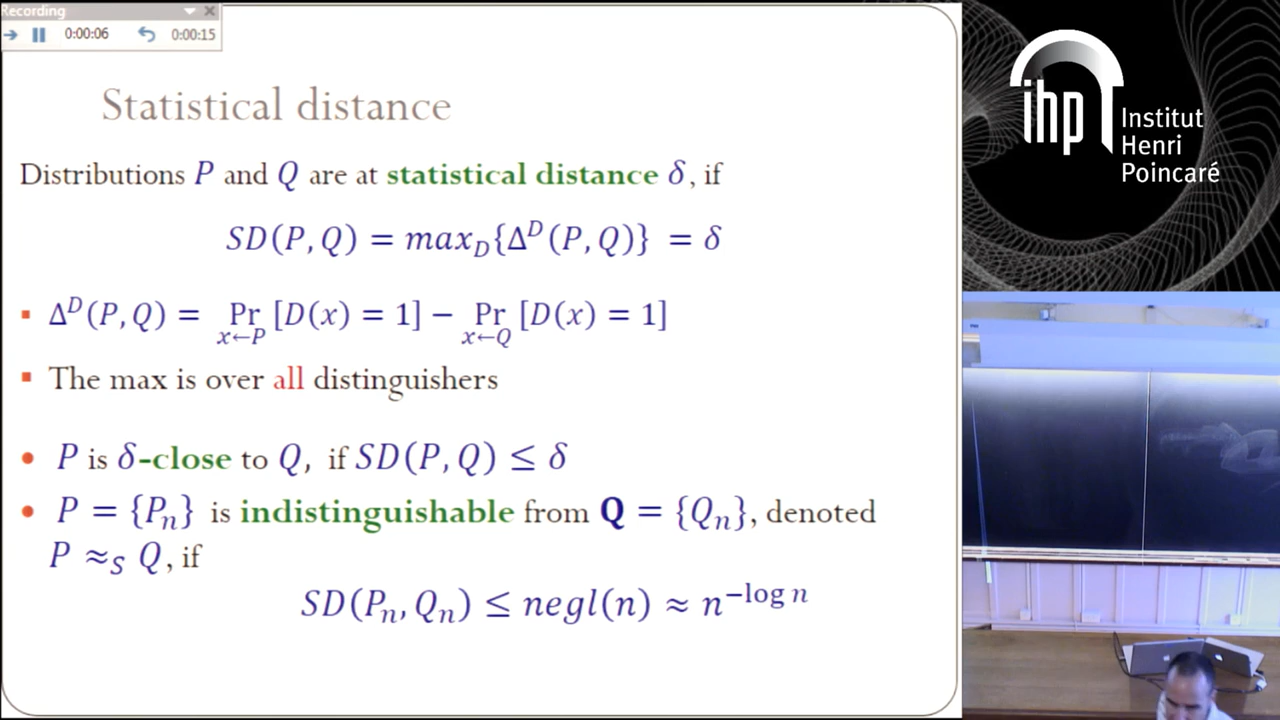 Recording
0:00:06
0:00:15
Statistical distance
Distributions P and Q are at statistical distance δ, if
SD(P, Q) = max_D{Δ^D(P, Q)} = δ
▪ Δ^D(P, Q) = Pr_{x←P} [D(x) = 1] − Pr_{x←Q} [D(x) = 1]
▪ The max is over all distinguishers
• P is δ-close to Q, if SD(P, Q) ≤ δ
• P = {P_n} is indistinguishable from Q = {Q_n}, denoted
P ≈_S Q, if
SD(P_n, Q_n) ≤ negl(n) ≈ n^{−log n}
ihp
Institut
Henri
Poincaré